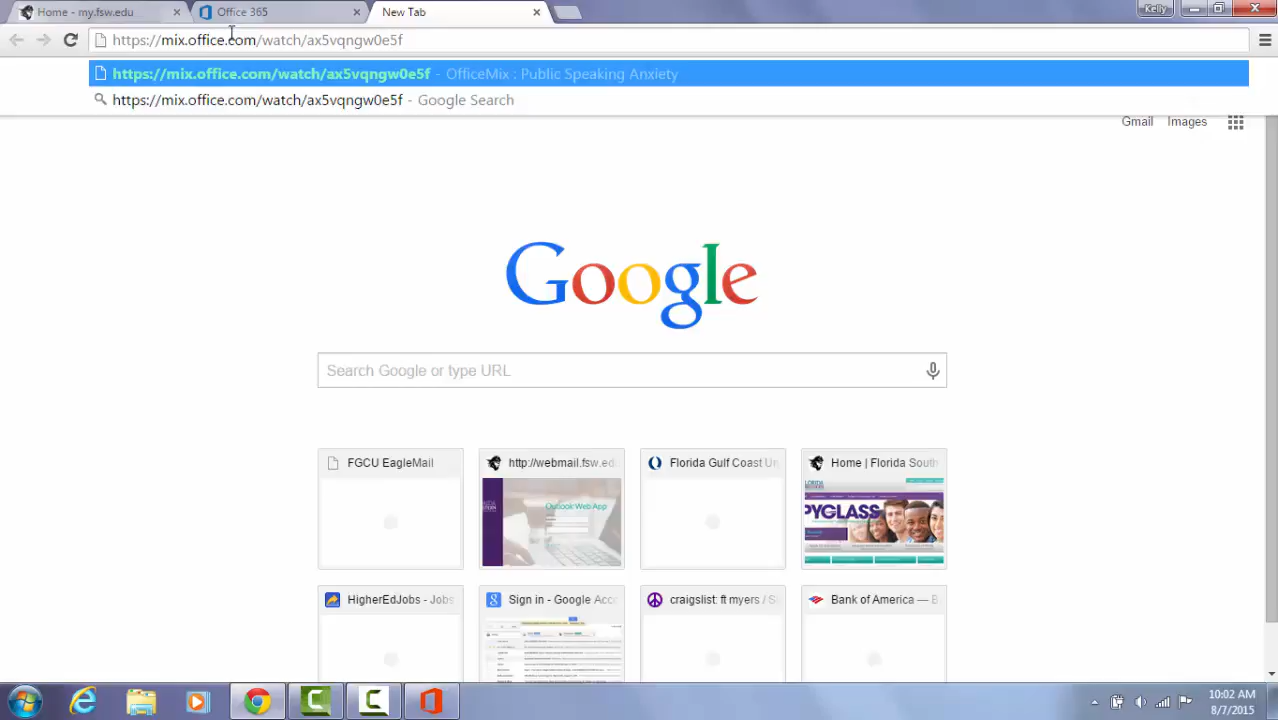 Home - my.fsw.edu
Office 365
New Tab
Kelly
https://mix.office.com/watch/ax5vqngw0e5f
https://mix.office.com/watch/ax5vqngw0e5f - OfficeMix : Public Speaking Anxiety
https://mix.office.com/watch/ax5vqngw0e5f - Google Search
Gmail Images
Google
Search Google or type URL
FGCU EagleMail
http://webmail.fsw.ed
Florida Gulf Coast Un
Home | Florida South
Outlook Web App
PYGLASS
HigherEdJobs - Jobs
Sign in - Google Acc
craigslist: ft myers / S
Bank of America — B
10:02 AM
8/7/2015